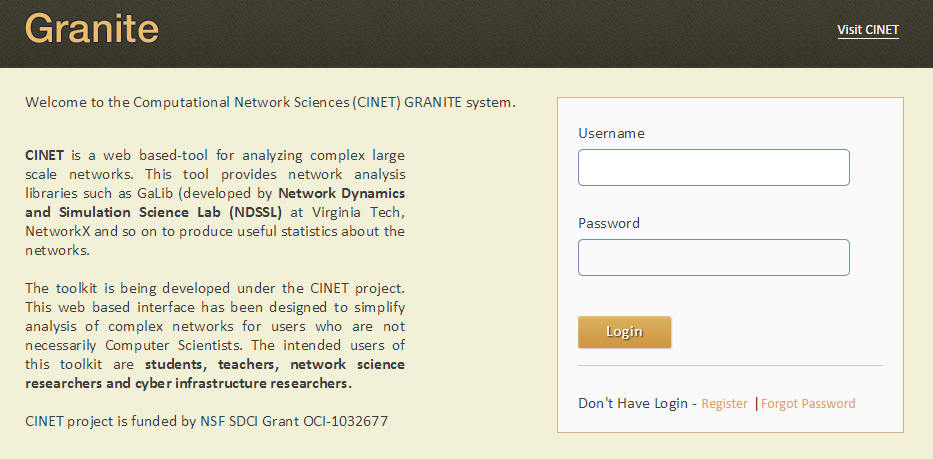 Granite
Visit CINET
Welcome to the Computational Network Sciences (CINET) GRANITE system.
CINET is a web based-tool for analyzing complex large
scale networks. This tool provides network analysis
libraries such as GaLib (developed by Network Dynamics
and Simulation Science Lab (NDSSL) at Virginia Tech,
NetworkX and so on to produce useful statistics about the
networks.
The toolkit is being developed under the CINET project.
This web based interface has been designed to simplify
analysis of complex networks for users who are not
necessarily Computer Scientists. The intended users of
this toolkit are students, teachers, network science
researchers and cyber infrastructure researchers.
CINET project is funded by NSF SDCI Grant OCI-1032677
Username
Password
Login
Don't Have Login - Register | Forgot Password